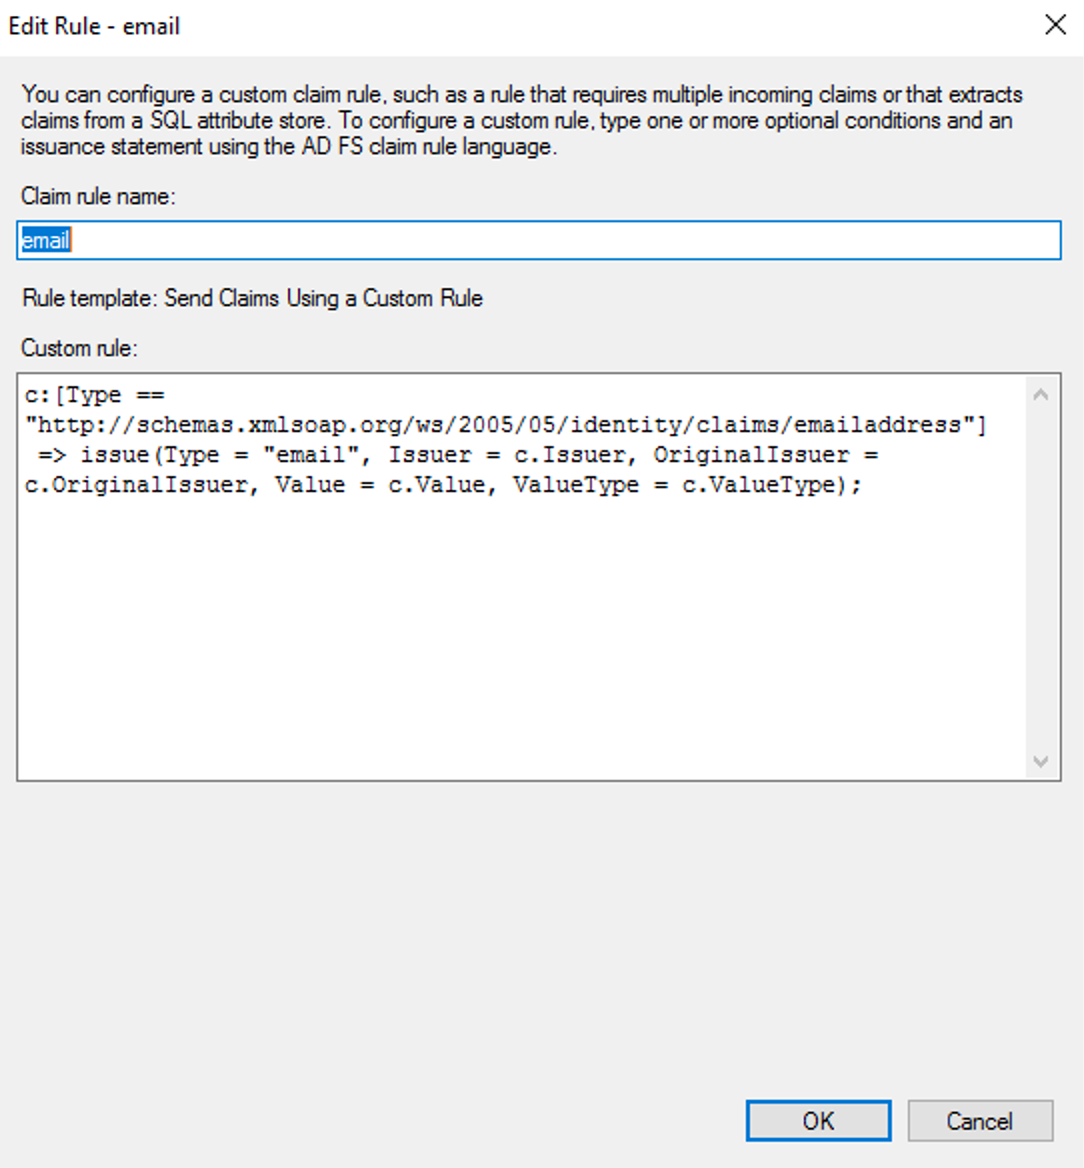 Edit Rule - email
You can configure a custom claim rule, such as a rule that requires multiple incoming claims or that extracts
claims from a SQL attribute store. To configure a custom rule, type one or more optional conditions and an
issuance statement using the AD FS claim rule language.
Claim rule name:
email
Rule template: Send Claims Using a Custom Rule
Custom rule:
c:[Type ==
"http://schemas.xmlsoap.org/ws/2005/05/identity/claims/emailaddress"]
 => issue(Type = "email", Issuer = c.Issuer, OriginalIssuer =
c.OriginalIssuer, Value = c.Value, ValueType = c.ValueType);
OK
Cancel